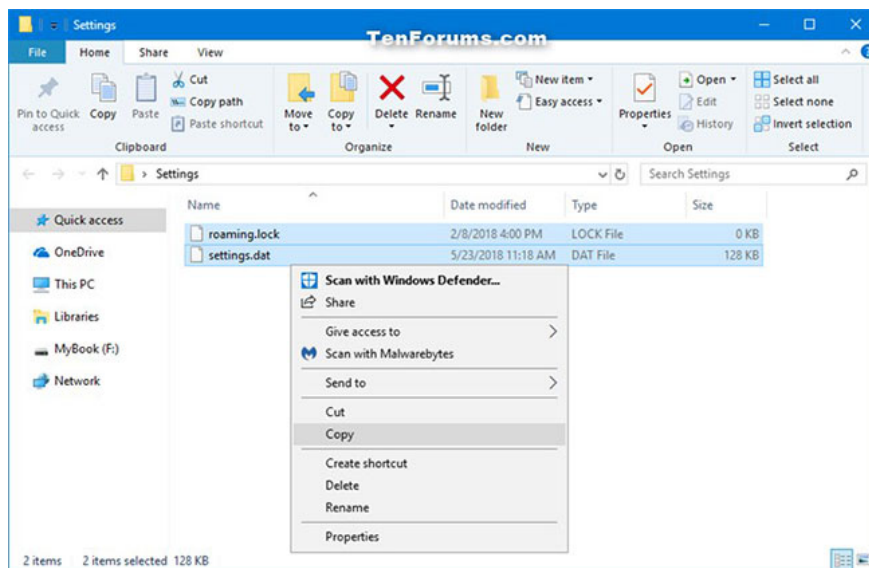 Settings
TenForums.com
File Home Share View
Pin to Quick access
Copy
Paste
Cut
Copy path
Paste shortcut
Clipboard
Move to
Copy to
Delete
Rename
Organize
New folder
New item
Easy access
New
Properties
Open
Edit
History
Open
Select all
Select none
Invert selection
Select
Settings
Search Settings
Name Date modified Type Size
Quick access
OneDrive
This PC
Libraries
MyBook (F:)
Network
roaming.lock 2/8/2018 4:00 PM LOCK File 0 KB
settings.dat 5/23/2018 11:18 AM DAT File 128 KB
Scan with Windows Defender...
Share
Give access to
Scan with Malwarebytes
Send to
Cut
Copy
Create shortcut
Delete
Rename
Properties
2 items 2 items selected 128 KB